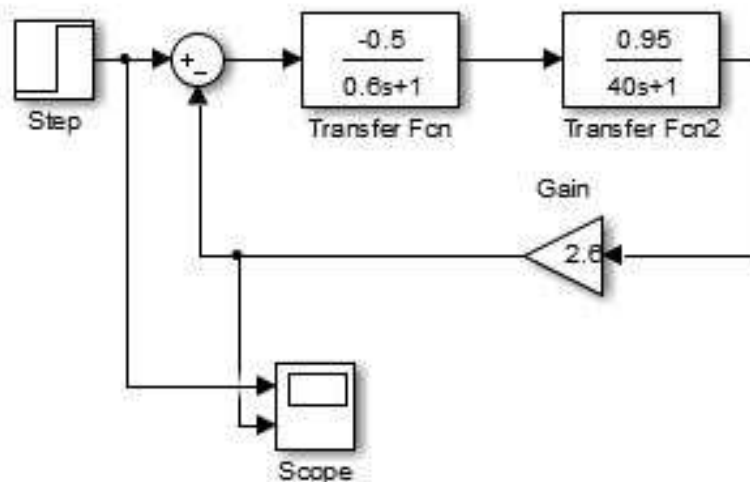 -0.5
0.6s+1
0.95
40s+1
+
−
Step
Transfer Fcn
Transfer Fcn2
Gain
2.6
Scope